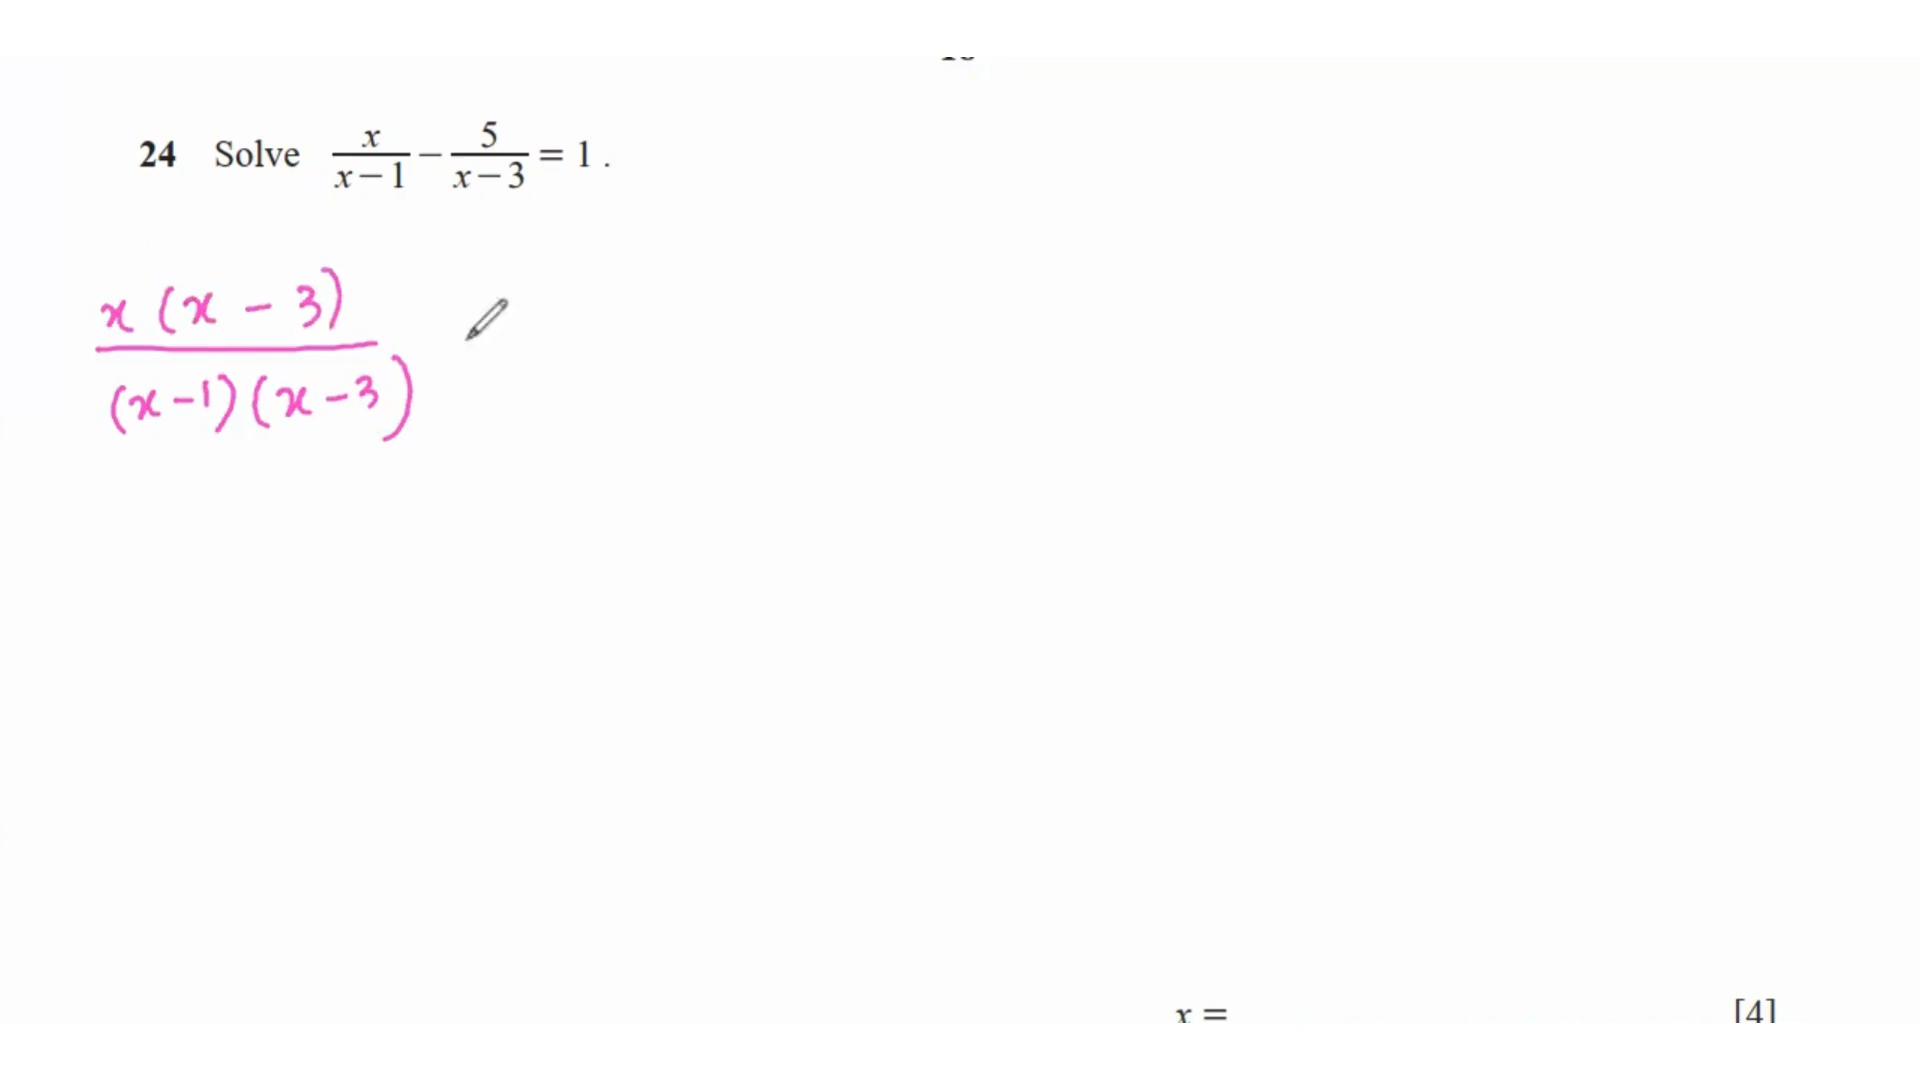 24 Solve x/(x−1) − 5/(x−3) = 1 .
x (x − 3)
(x−1) (x−3)
x =
[4]